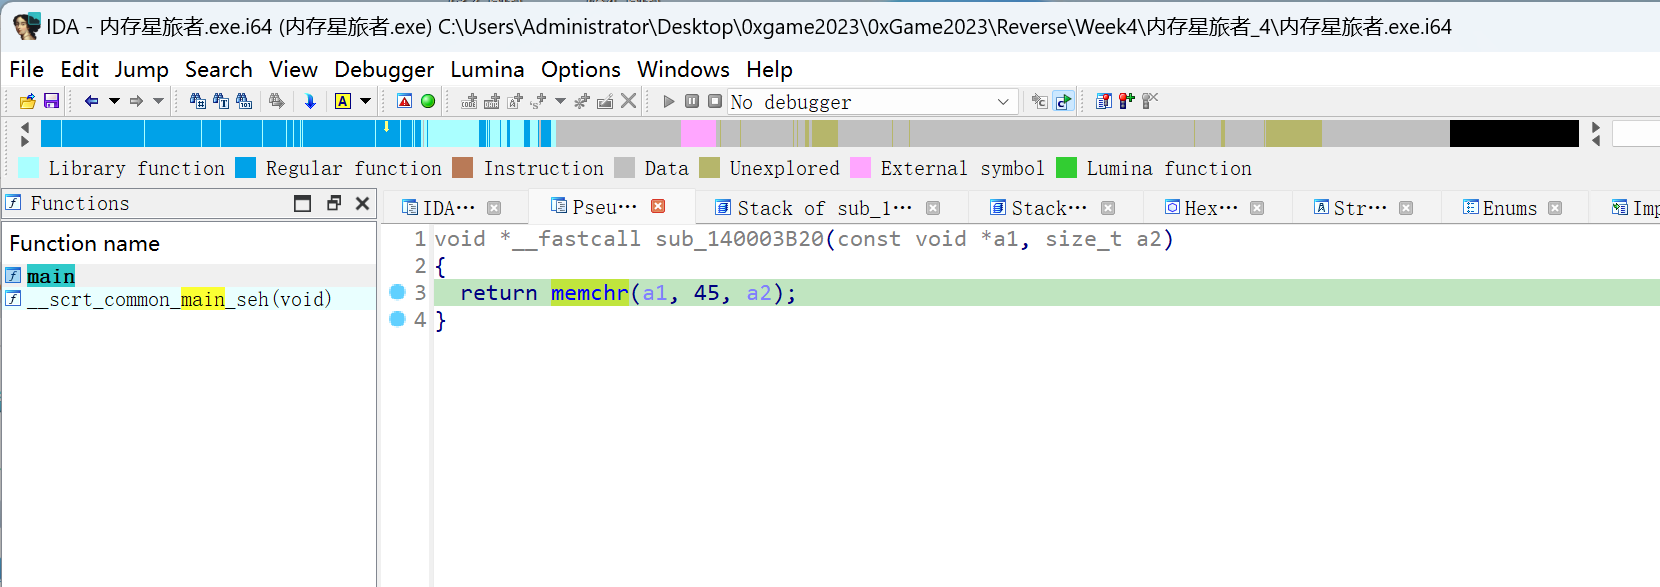 IDA - 内存星旅者.exe.i64 (内存星旅者.exe) C:\Users\Administrator\Desktop\0xgame2023\0xGame2023\Reverse\Week4\内存星旅者_4\内存星旅者.exe.i64
File Edit Jump Search View Debugger Lumina Options Windows Help
No debugger
Library function Regular function Instruction Data Unexplored External symbol Lumina function
Functions
IDA··· Pseu··· Stack of sub_1··· Stack··· Hex··· Str··· Enums Imp
Function name
main
__scrt_common_main_seh(void)
1 void *__fastcall sub_140003B20(const void *a1, size_t a2)
2 {
3 return memchr(a1, 45, a2);
4 }